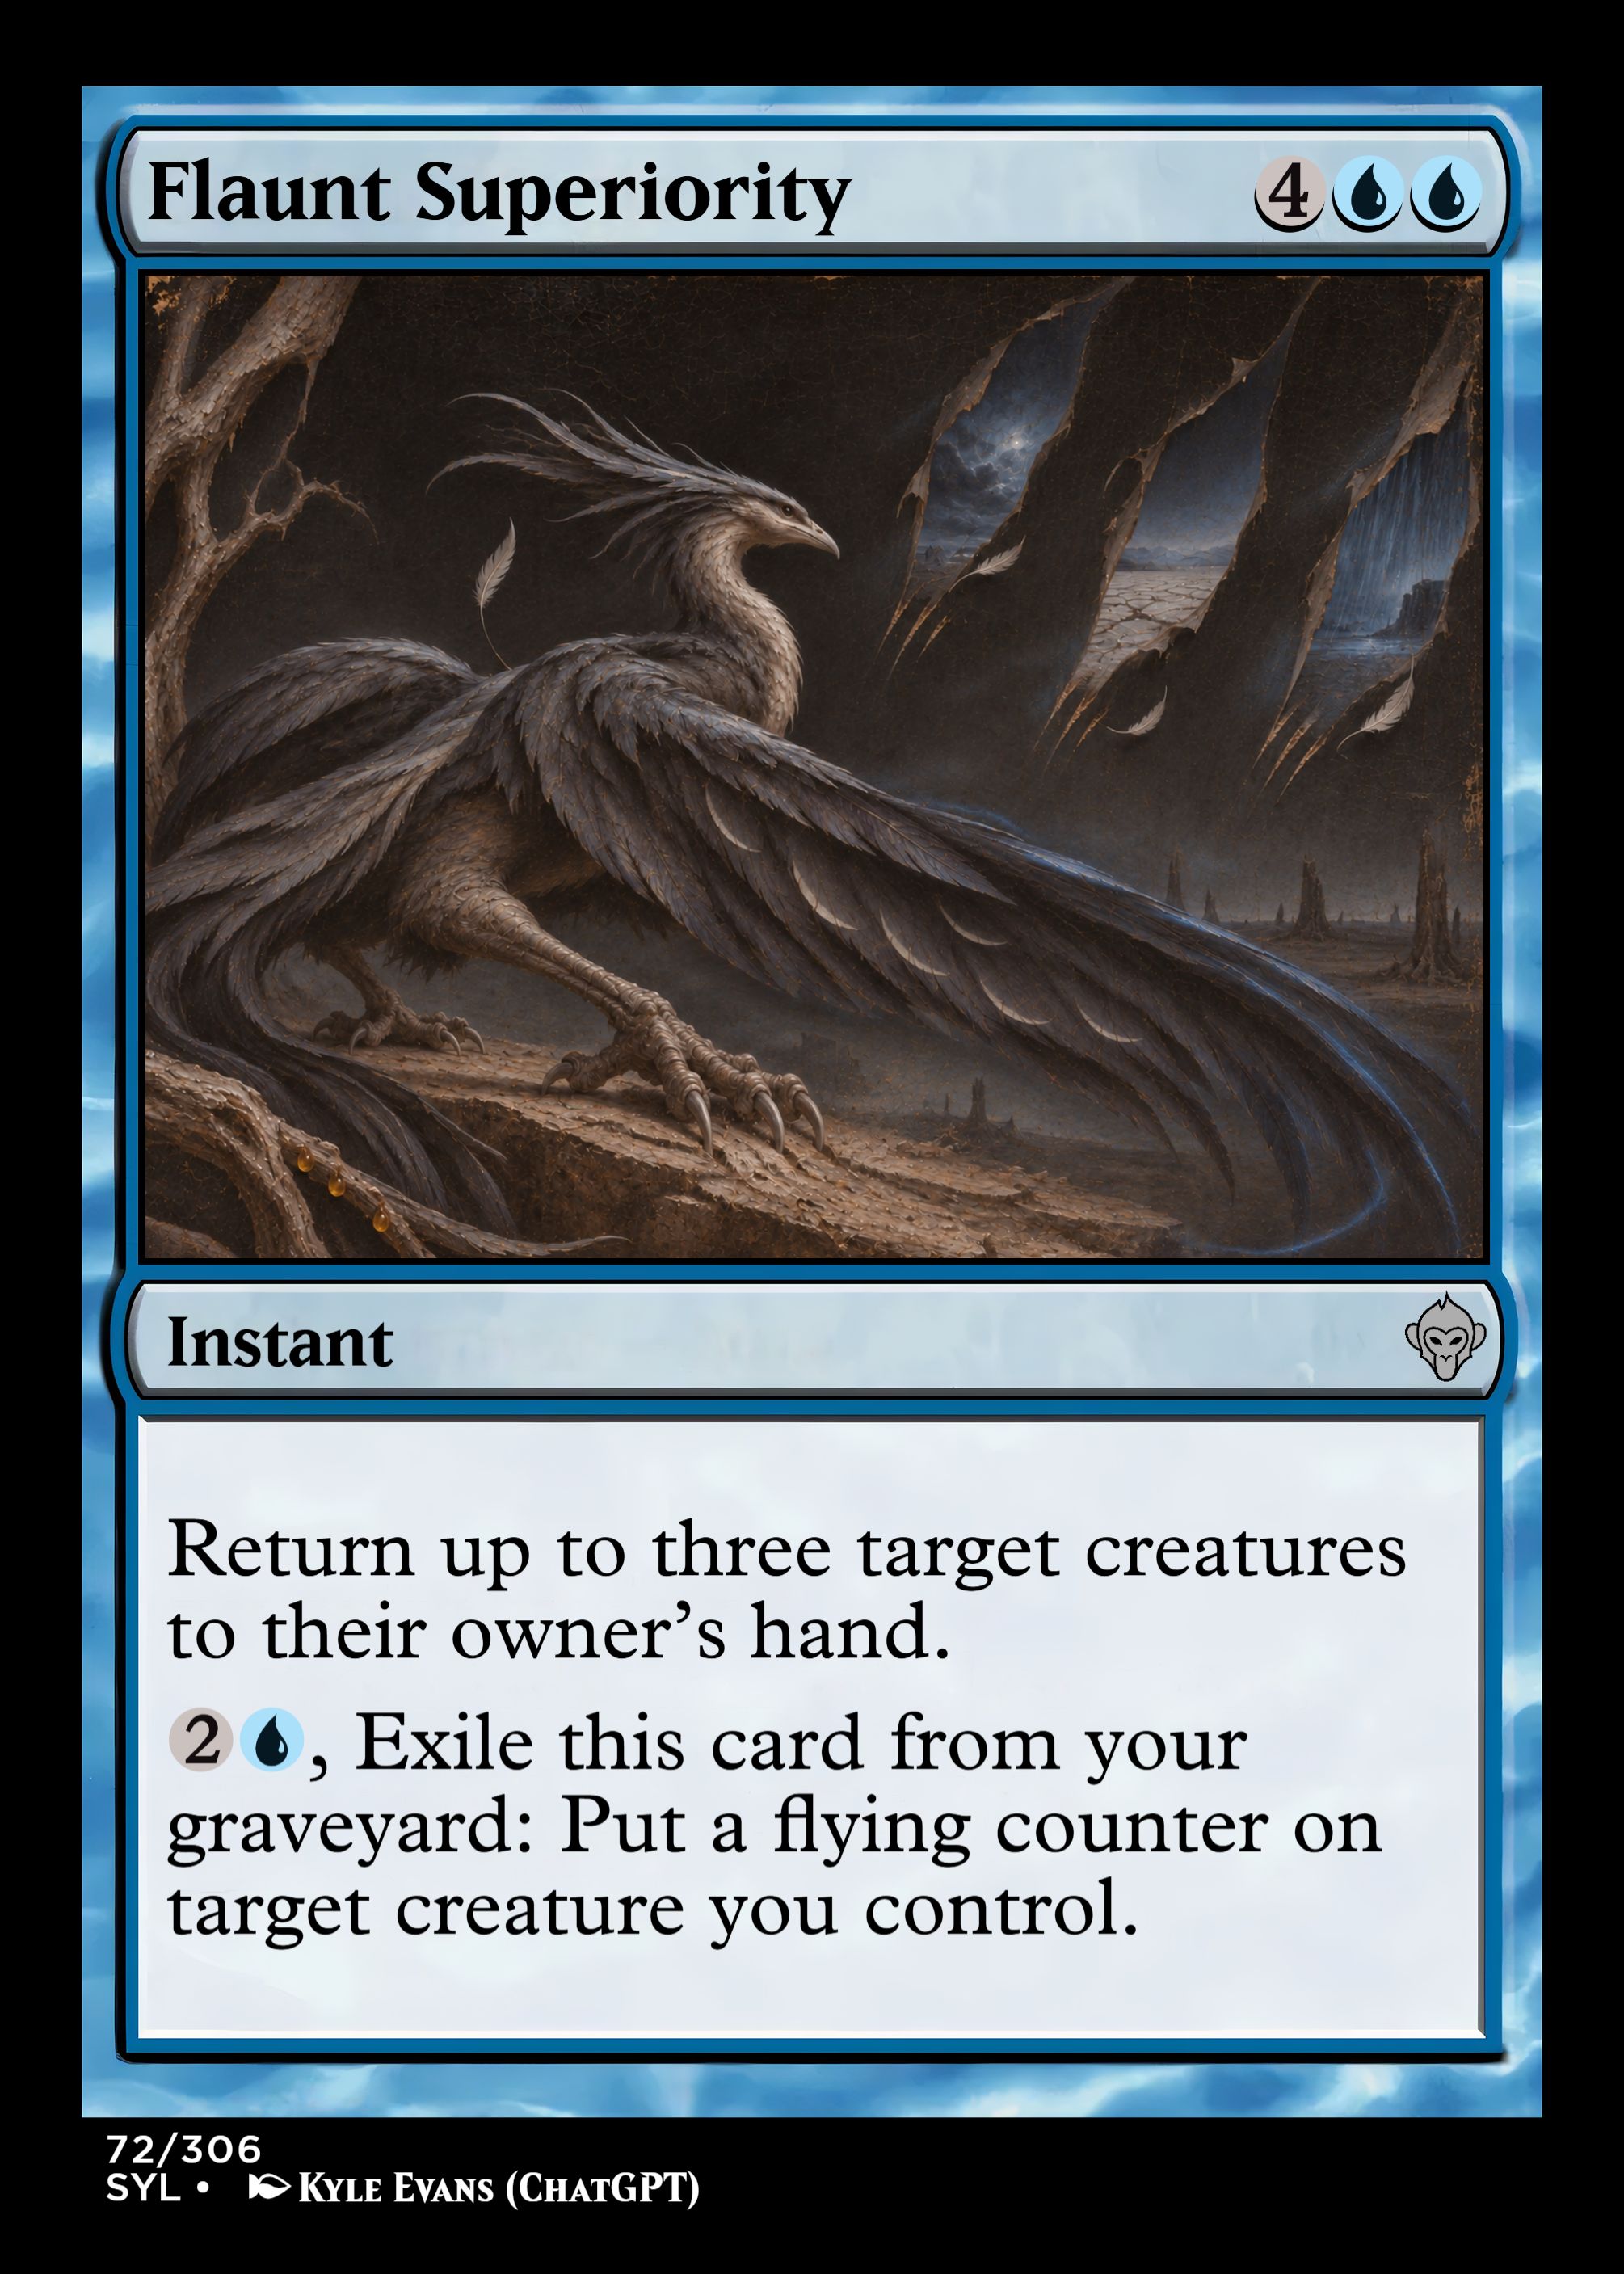 Flaunt Superiority 4
Instant
Return up to three target creatures
to their owner’s hand.
2, Exile this card from your
graveyard: Put a flying counter on
target creature you control.
72/306
SYL • Kyle Evans (ChatGPT)